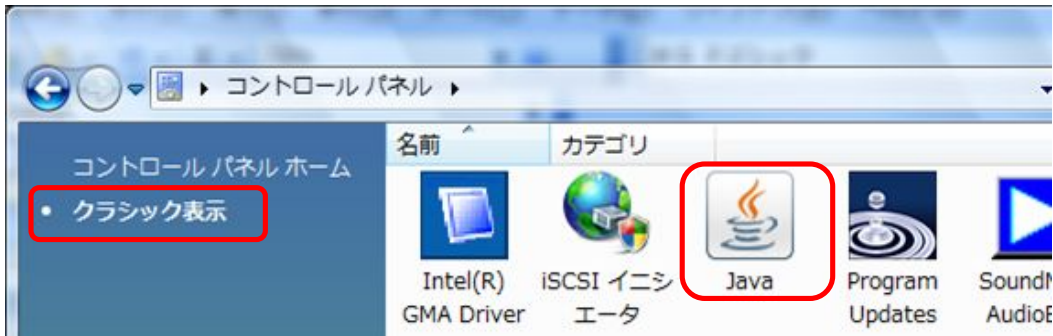 コントロール パネル
名前 カテゴリ
コントロール パネル ホーム
• クラシック表示
Intel(R)
GMA Driver
iSCSI イニシ
エータ
Java
Program
Updates
Sound
Audio